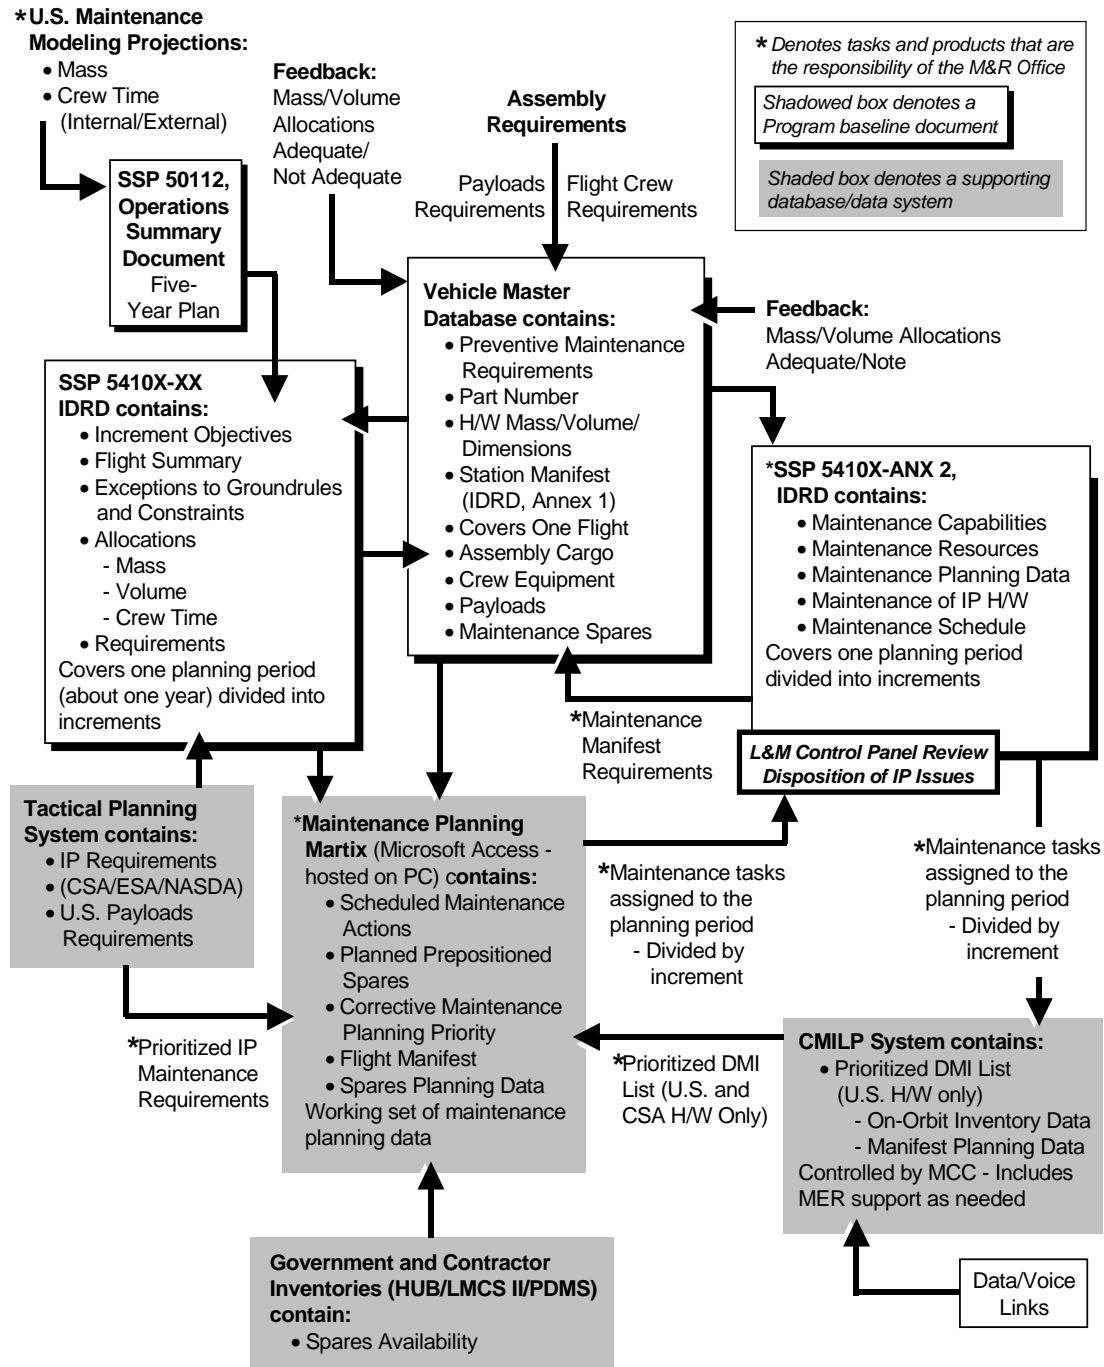 *U.S. Maintenance
Modeling Projections:
• Mass
• Crew Time
(Internal/External)
Feedback:
Mass/Volume
Allocations
Adequate/
Not Adequate
Assembly
Requirements
Payloads
Requirements
Flight Crew
Requirements
* Denotes tasks and products that are
the responsibility of the M&R Office
Shadowed box denotes a
Program baseline document
Shaded box denotes a supporting
database/data system
SSP 50112,
Operations
Summary
Document
Five-
Year Plan
Vehicle Master
Database contains:
• Preventive Maintenance
Requirements
• Part Number
• H/W Mass/Volume/
Dimensions
• Station Manifest
(IDRD, Annex 1)
• Covers One Flight
• Assembly Cargo
• Crew Equipment
• Payloads
• Maintenance Spares
Feedback:
Mass/Volume Allocations
Adequate/Note
SSP 5410X-XX
IDRD contains:
• Increment Objectives
• Flight Summary
• Exceptions to Groundrules
and Constraints
• Allocations
- Mass
- Volume
- Crew Time
• Requirements
Covers one planning period
(about one year) divided into
increments
*SSP 5410X-ANX 2,
IDRD contains:
• Maintenance Capabilities
• Maintenance Resources
• Maintenance Planning Data
• Maintenance of IP H/W
• Maintenance Schedule
Covers one planning period
divided into increments
*Maintenance
Manifest
Requirements
L&M Control Panel Review
Disposition of IP Issues
Tactical Planning
System contains:
• IP Requirements
• (CSA/ESA/NASDA)
• U.S. Payloads
Requirements
*Maintenance Planning
Martix (Microsoft Access -
hosted on PC) contains:
• Scheduled Maintenance
Actions
• Planned Prepositioned
Spares
• Corrective Maintenance
Planning Priority
• Flight Manifest
• Spares Planning Data
Working set of maintenance
planning data
*Maintenance tasks
assigned to the
planning period
- Divided by
increment
*Maintenance tasks
assigned to the
planning period
- Divided by
increment
*Prioritized IP
Maintenance
Requirements
*Prioritized DMI
List (U.S. and
CSA H/W Only)
CMILP System contains:
• Prioritized DMI List
(U.S. H/W only)
- On-Orbit Inventory Data
- Manifest Planning Data
Controlled by MCC - Includes
MER support as needed
Government and Contractor
Inventories (HUB/LMCS II/PDMS)
contain:
• Spares Availability
Data/Voice
Links